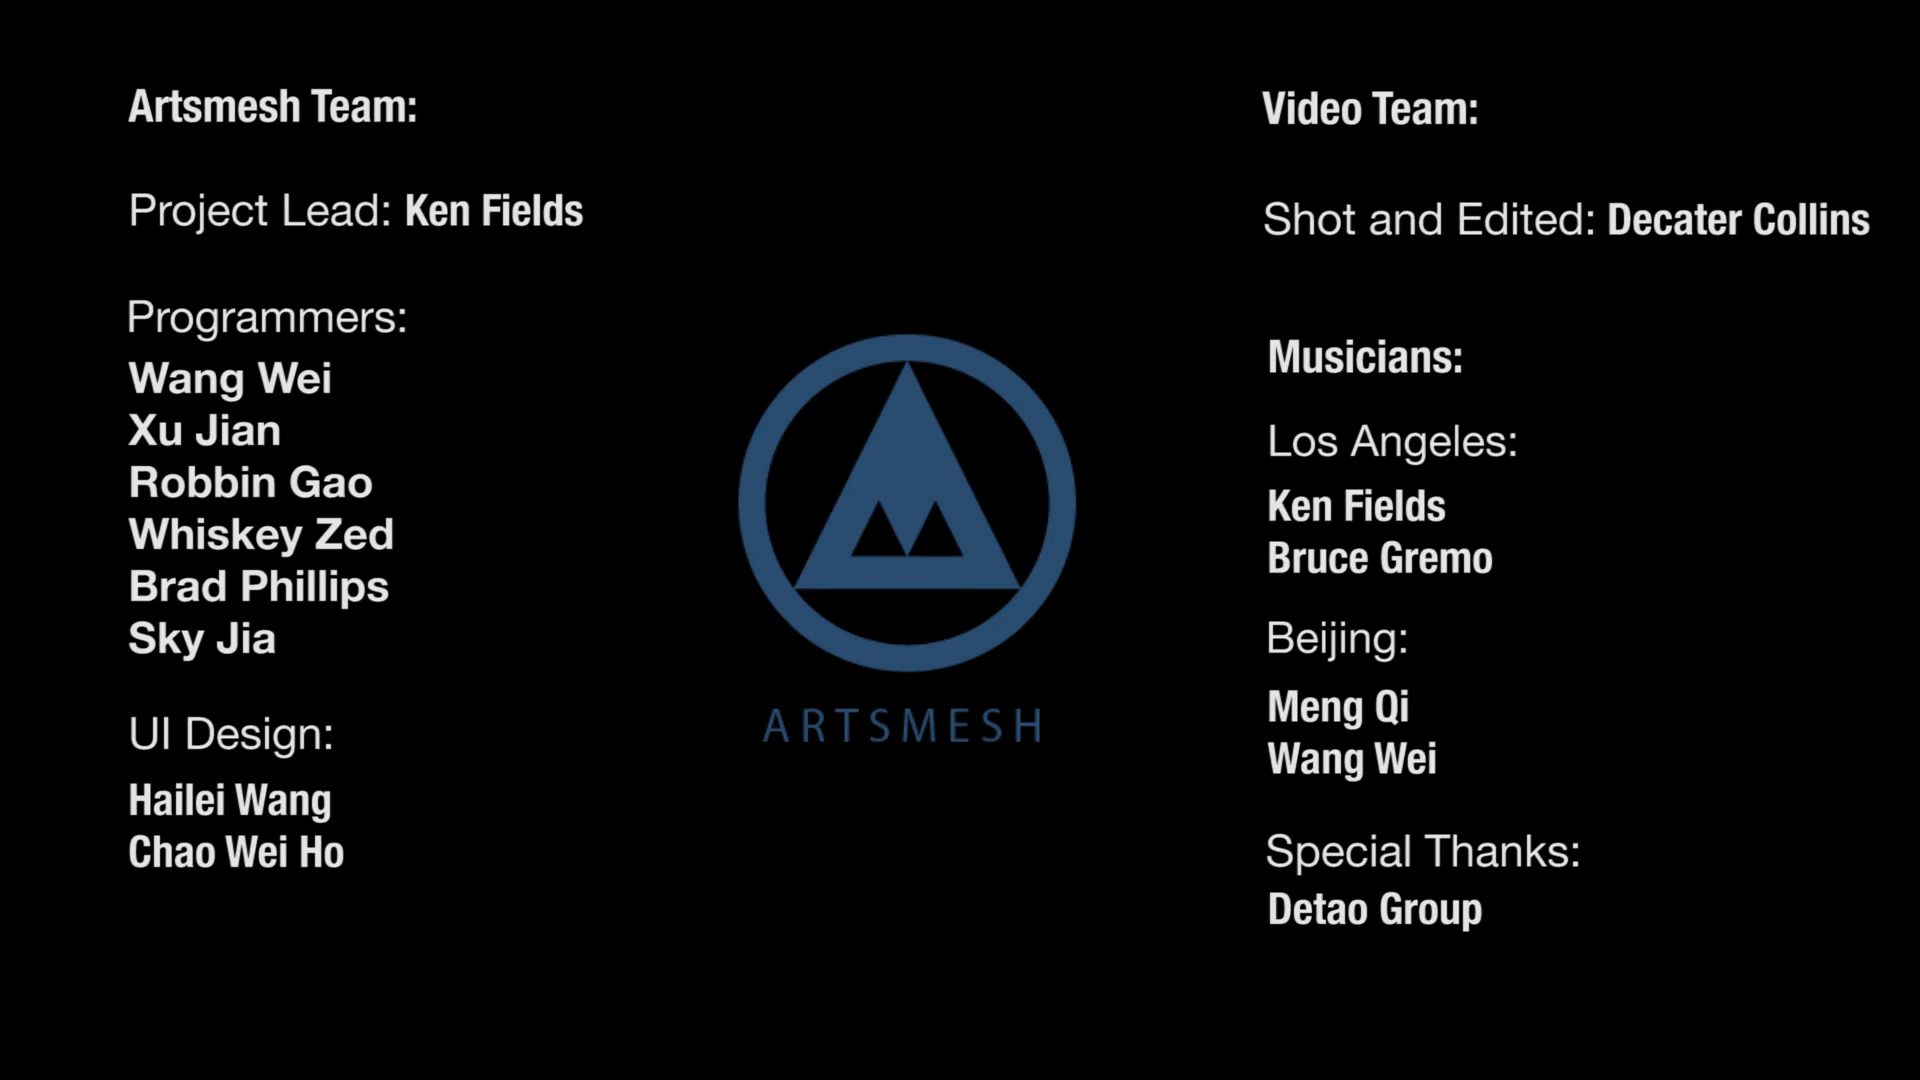 Artsmesh Team:
Project Lead: Ken Fields
Programmers:
Wang Wei
Xu Jian
Robbin Gao
Whiskey Zed
Brad Phillips
Sky Jia
UI Design:
Hailei Wang
Chao Wei Ho
ARTSMESH
Video Team:
Shot and Edited: Decater Collins
Musicians:
Los Angeles:
Ken Fields
Bruce Gremo
Beijing:
Meng Qi
Wang Wei
Special Thanks:
Detao Group